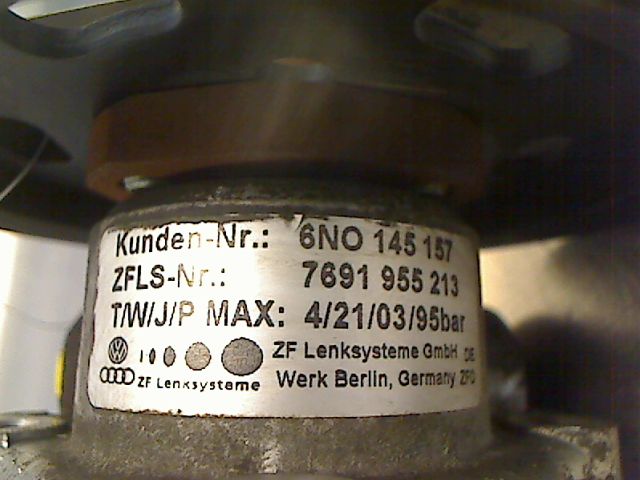 Kunden-Nr.: 6N0 145 157
ZFLS-Nr.: 7691 955 213
T/W/J/P MAX: 4/21/03/95bar
ZF Lenksysteme GmbH
ZF Lenksysteme Werk Berlin, Germany